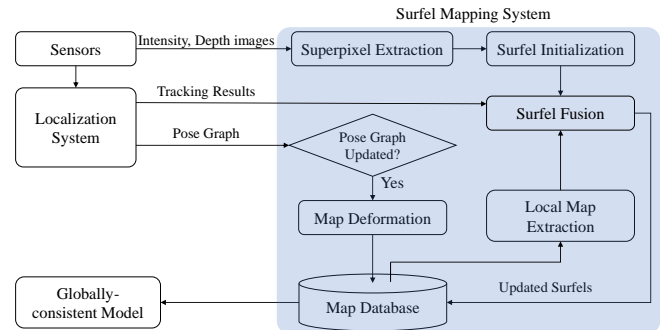 Surfel Mapping System
Sensors
Intensity, Depth images
Superpixel Extraction
Surfel Initialization
Tracking Results
Localization
System
Surfel Fusion
Pose Graph
Pose Graph
Updated?
Yes
Map Deformation
Local Map
Extraction
Globally-
consistent Model
Map Database
Updated Surfels